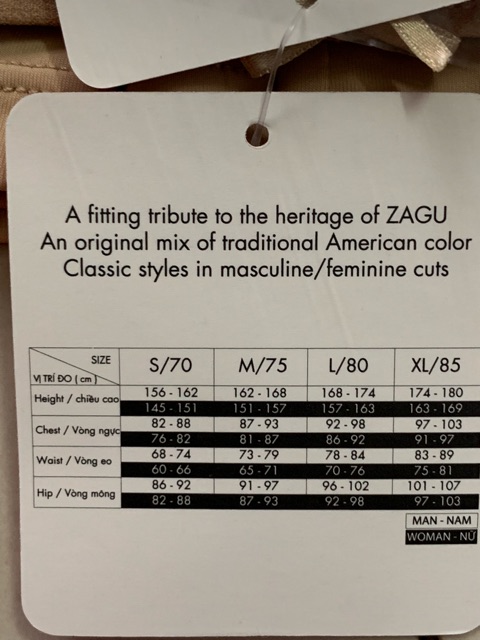 A fitting tribute to the heritage of ZAGU
An original mix of traditional American color
Classic styles in masculine/feminine cuts
SIZE S/70 M/75 L/80 XL/85
VỊ TRÍ ĐO ( cm )
Height / chiều cao 156 - 162 162 - 168 168 - 174 174 - 180
145 - 151 151 - 157 157 - 163 163 - 169
Chest / Vòng ngực 82 - 88 87 - 93 92 - 98 97 - 103
76 - 82 81 - 87 86 - 92 91 - 97
Waist / Vòng eo 68 - 74 73 - 79 78 - 84 83 - 89
60 - 66 65 - 71 70 - 76 75 - 81
Hip / Vòng mông 86 - 92 91 - 97 96 - 102 101 - 107
82 - 88 87 - 93 92 - 98 97 - 103
MAN - NAM
WOMAN - NỮ